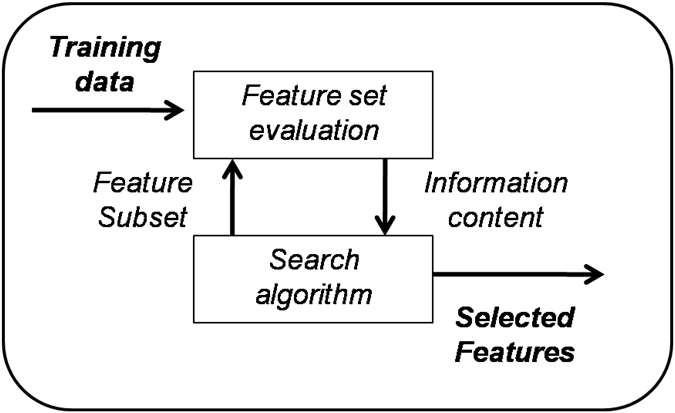 Training
data
Feature set
evaluation
Feature
Subset
Information
content
Search
algorithm
Selected
Features